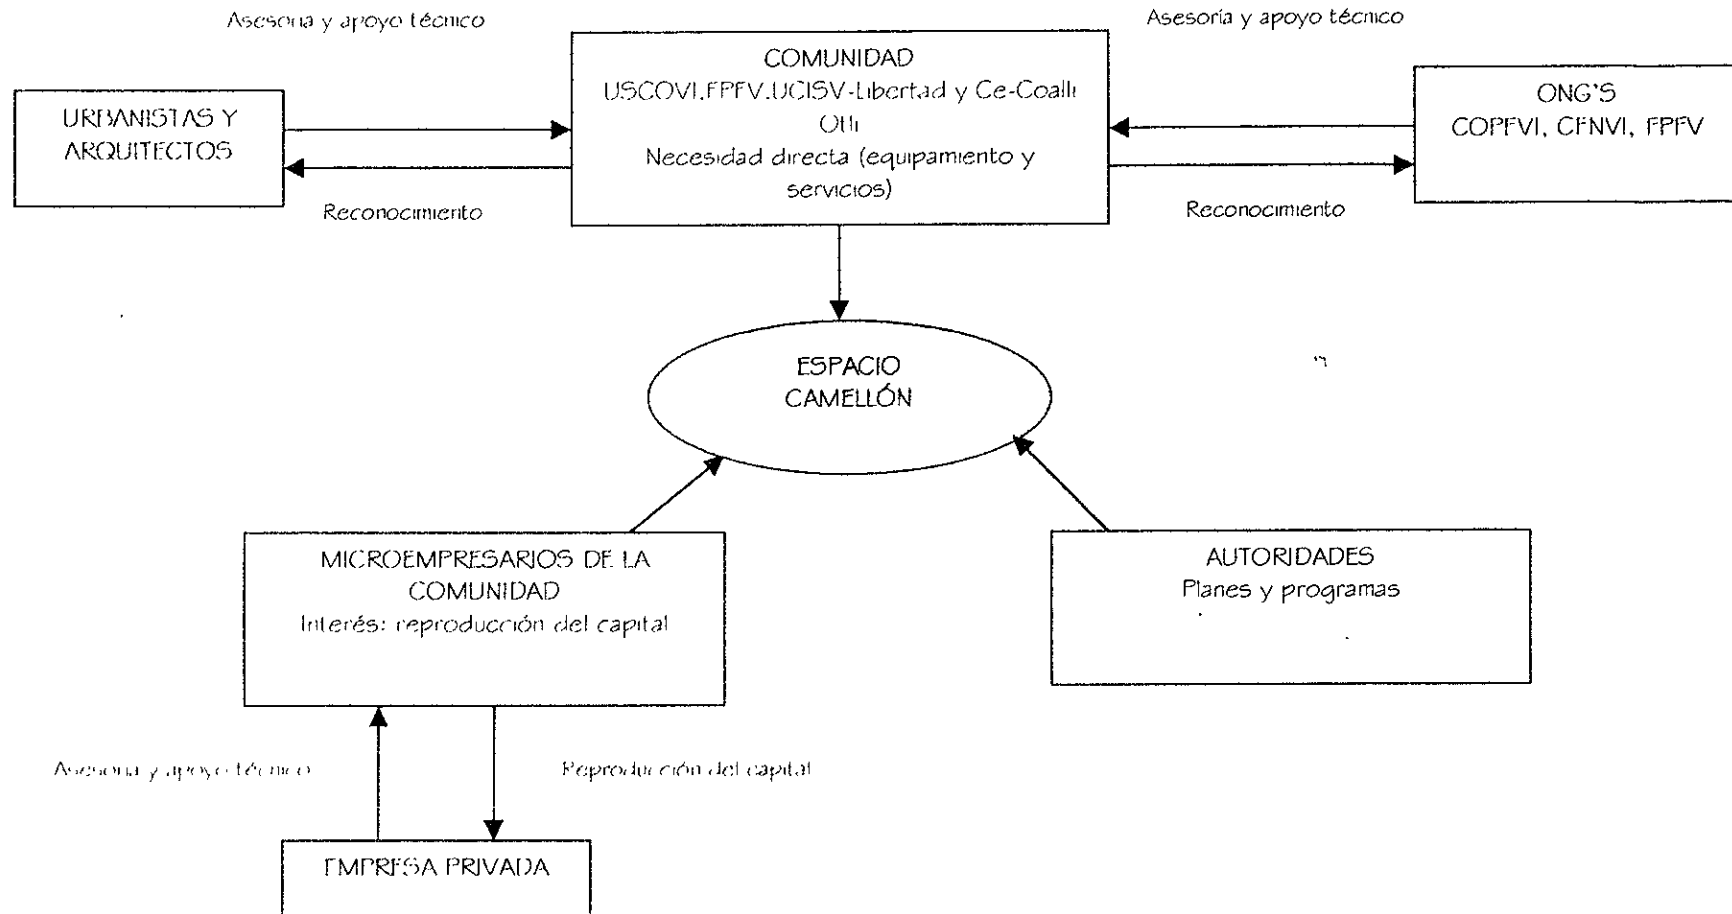 Asesoría y apoyo técnico
Asesoría y apoyo técnico
COMUNIDAD
USCOVI,FPFV,UCISV-Libertad y Ce-Coalli
Otli
Necesidad directa (equipamiento y
servicios)
URBANISTAS Y
ARQUITECTOS
ONG'S
COPEVI, CENVI, FPFV
Reconocimiento
Reconocimiento
ESPACIO
CAMELLÓN
MICROEMPRESARIOS DE LA
COMUNIDAD
Interés: reproducción del capital
AUTORIDADES
Planes y programas
Asesoría y apoyo técnico
Reproducción del capital
EMPRESA PRIVADA